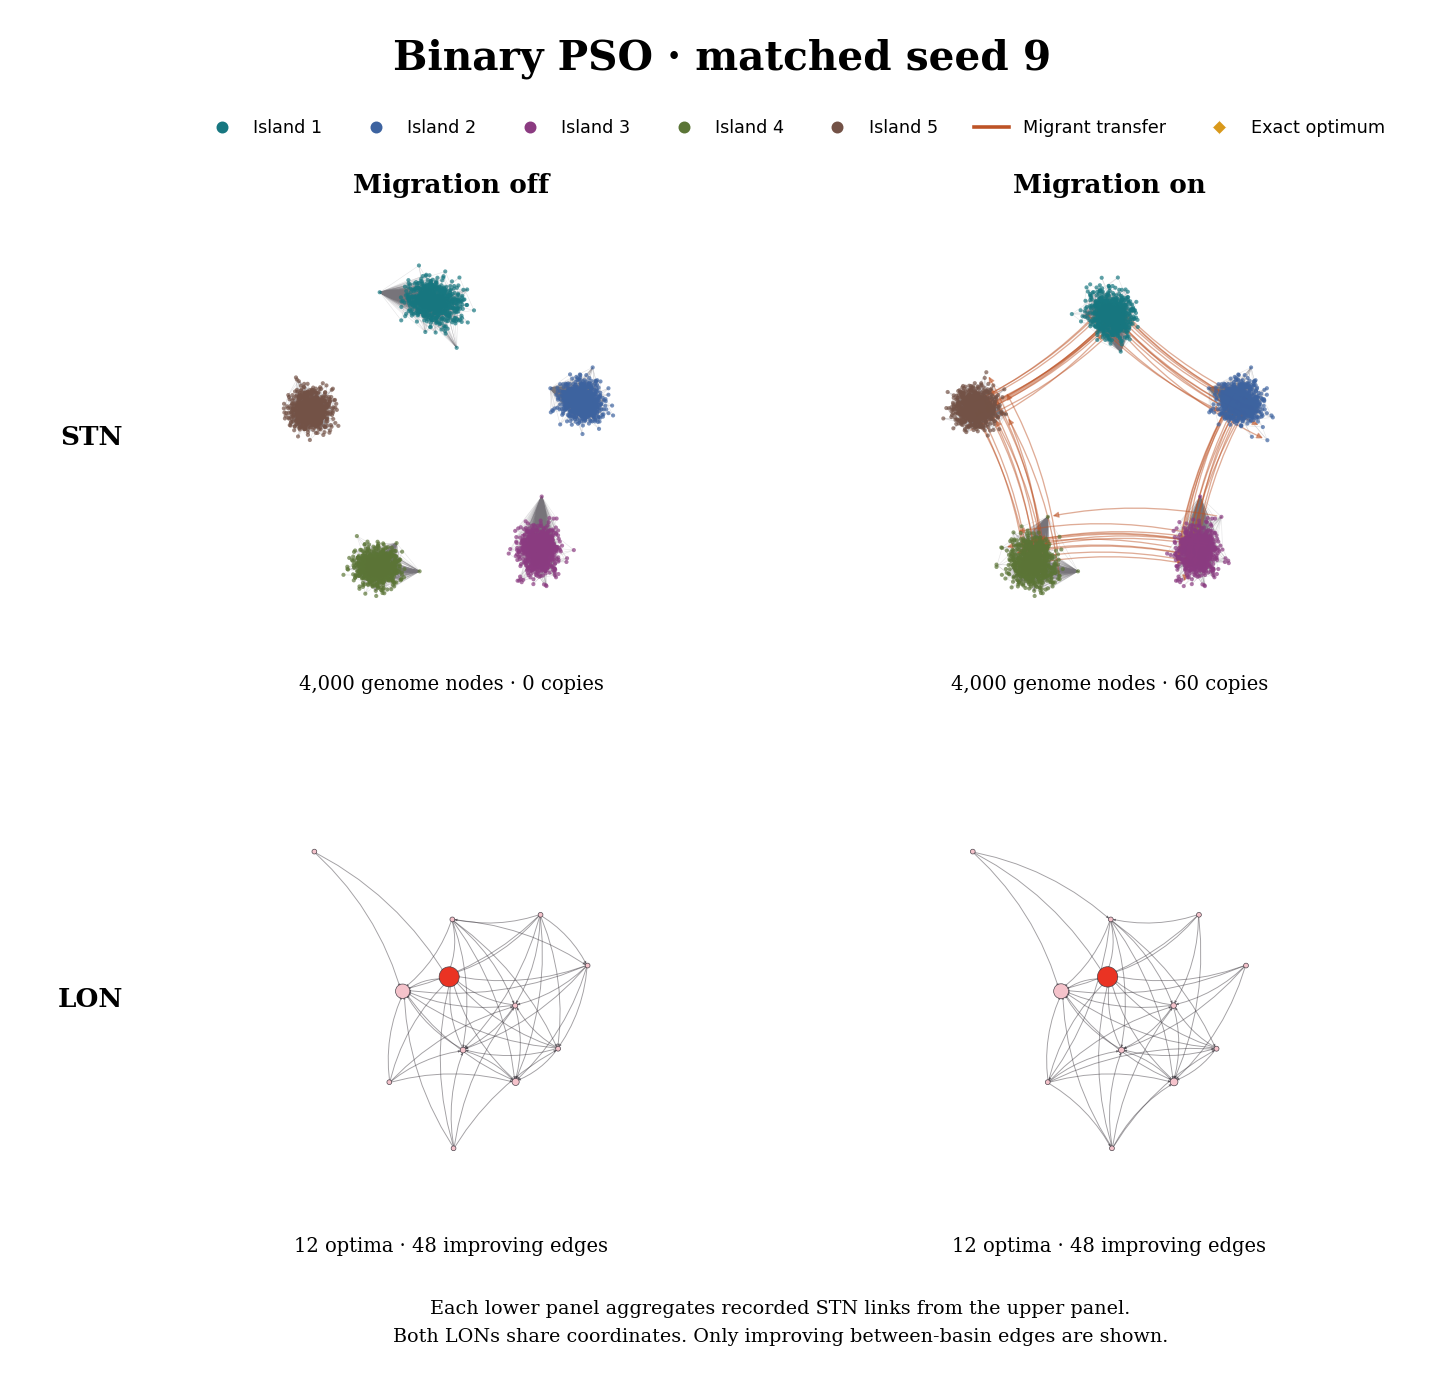 Binary PSO · matched seed 9
Island 1
Island 2
Island 3
Island 4
Island 5
Migrant transfer
Exact optimum
Migration off
Migration on
STN
4,000 genome nodes · 0 copies
4,000 genome nodes · 60 copies
LON
12 optima · 48 improving edges
12 optima · 48 improving edges
Each lower panel aggregates recorded STN links from the upper panel.
Both LONs share coordinates. Only improving between-basin edges are shown.